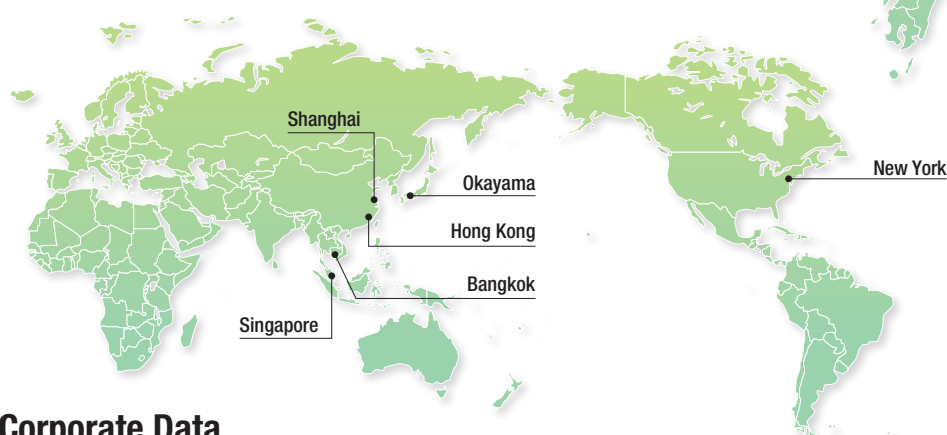 Shanghai
New York
Okayama
Hong Kong
Bangkok
Singapore
Corporate Data